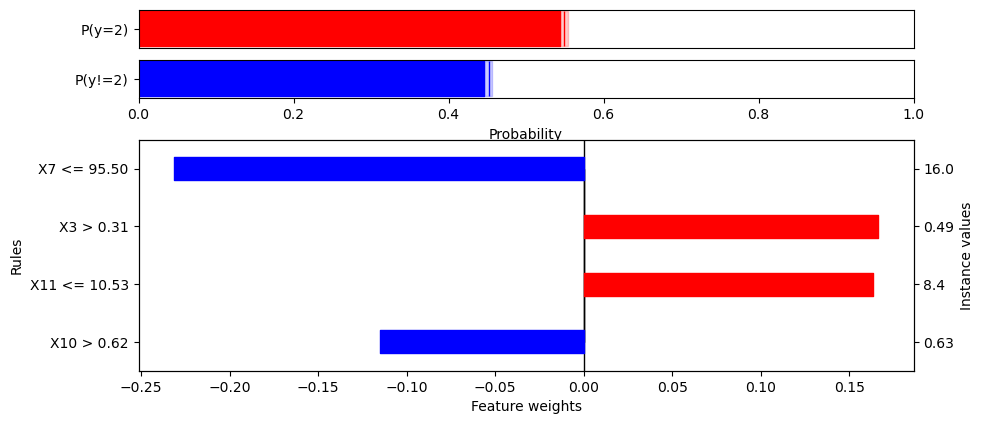 P(y=2)
P(y!=2)
0.0 0.2 0.4 0.6 0.8 1.0
Probability
X7 <= 95.50 16.0
X3 > 0.31 0.49
X11 <= 10.53 8.4
X10 > 0.62 0.63
Rules
Instance values
−0.25 −0.20 −0.15 −0.10 −0.05 0.00 0.05 0.10 0.15
Feature weights